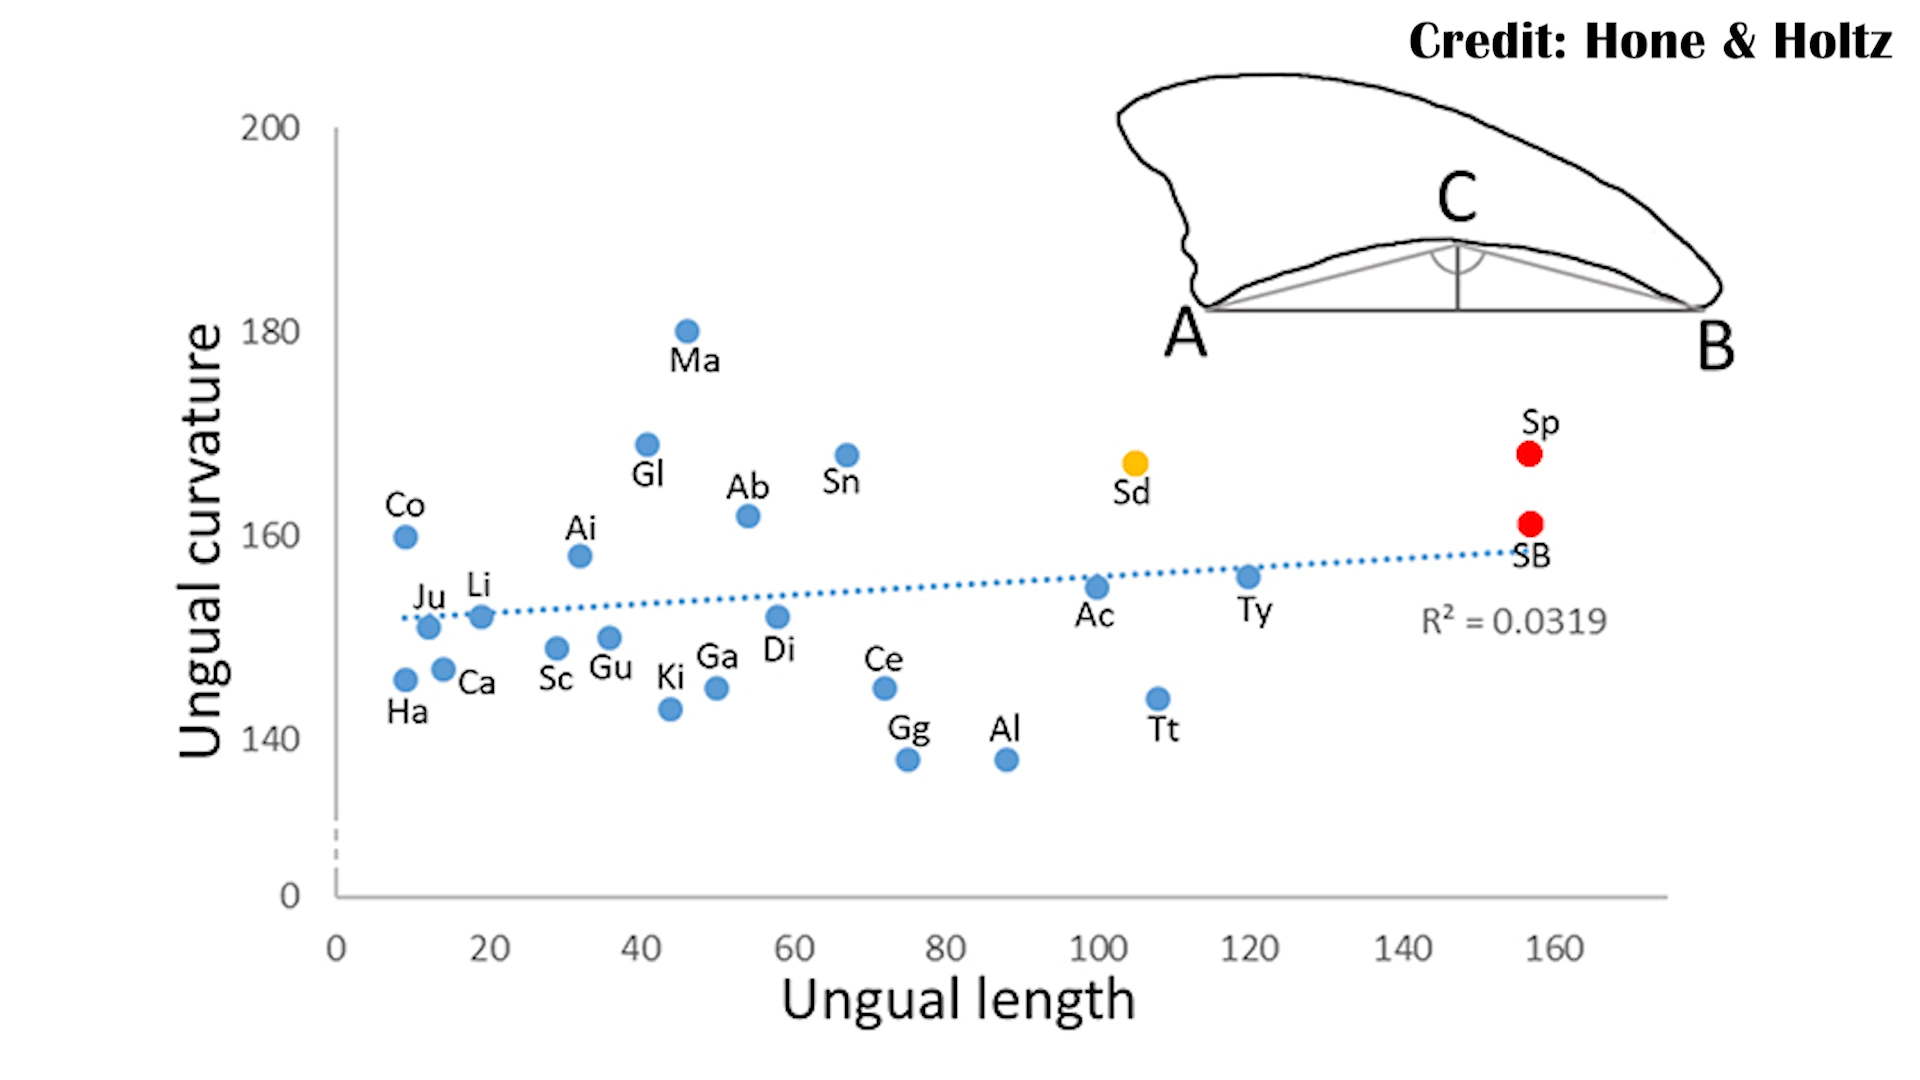 Credit: Hone & Holtz
200
180
160
140
0
Ungual curvature
C
A
B
Ma
Gl
Sn
Ab
Sd
Sp
SB
Co
Ai
Ju
Li
Ha
Ca
Sc
Gu
Ki
Ga
Di
Ce
Gg
Al
Ac
Ty
Tt
R² = 0.0319
0 20 40 60 80 100 120 140 160
Ungual length